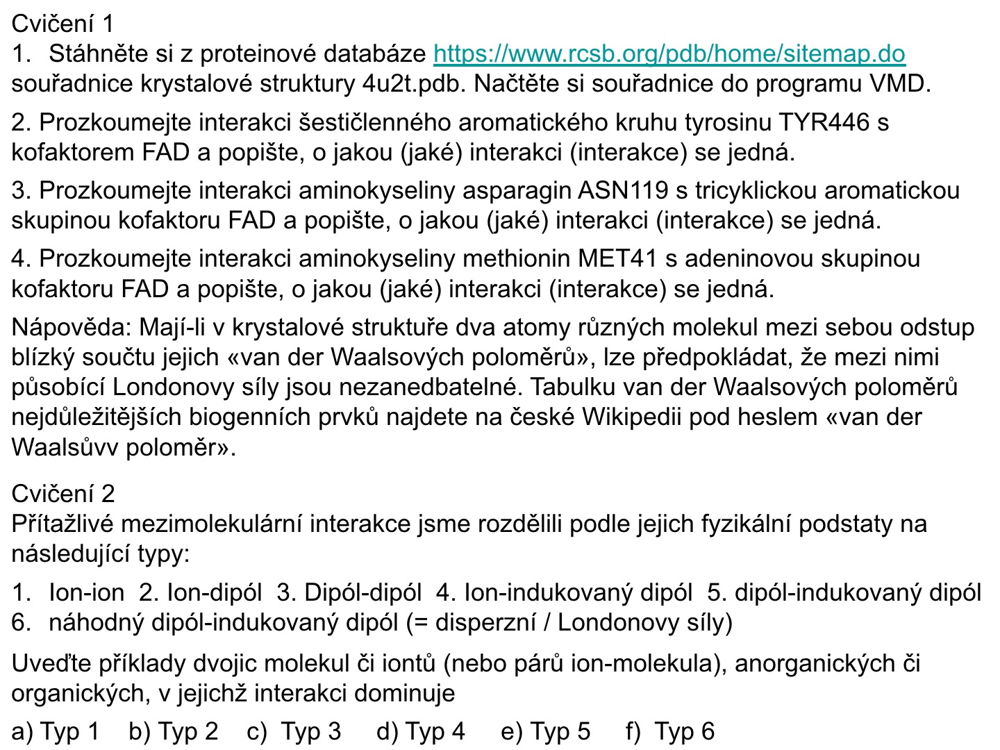 Cvičení 1
1. Stáhněte si z proteinové databáze https://www.rcsb.org/pdb/home/sitemap.do
souřadnice krystalové struktury 4u2t.pdb. Načtěte si souřadnice do programu VMD.
2. Prozkoumejte interakci šestičlenného aromatického kruhu tyrosinu TYR446 s
kofaktorem FAD a popište, o jakou (jaké) interakci (interakce) se jedná.
3. Prozkoumejte interakci aminokyseliny asparagin ASN119 s tricyklickou aromatickou
skupinou kofaktoru FAD a popište, o jakou (jaké) interakci (interakce) se jedná.
4. Prozkoumejte interakci aminokyseliny methionin MET41 s adeninovou skupinou
kofaktoru FAD a popište, o jakou (jaké) interakci (interakce) se jedná.
Nápověda: Mají-li v krystalové struktuře dva atomy různých molekul mezi sebou odstup
blízký součtu jejich «van der Waalsových poloměrů», lze předpokládat, že mezi nimi
působící Londonovy síly jsou nezanedbatelné. Tabulku van der Waalsových poloměrů
nejdůležitějších biogenních prvků najdete na české Wikipedii pod heslem «van der
Waalsůvv poloměr».
Cvičení 2
Přítažlivé mezimolekulární interakce jsme rozdělili podle jejich fyzikální podstaty na
následující typy:
1. Ion-ion 2. Ion-dipól 3. Dipól-dipól 4. Ion-indukovaný dipól 5. dipól-indukovaný dipól
6. náhodný dipól-indukovaný dipól (= disperzní / Londonovy síly)
Uveďte příklady dvojic molekul či iontů (nebo párů ion-molekula), anorganických či
organických, v jejichž interakci dominuje
a) Typ 1 b) Typ 2 c) Typ 3 d) Typ 4 e) Typ 5 f) Typ 6